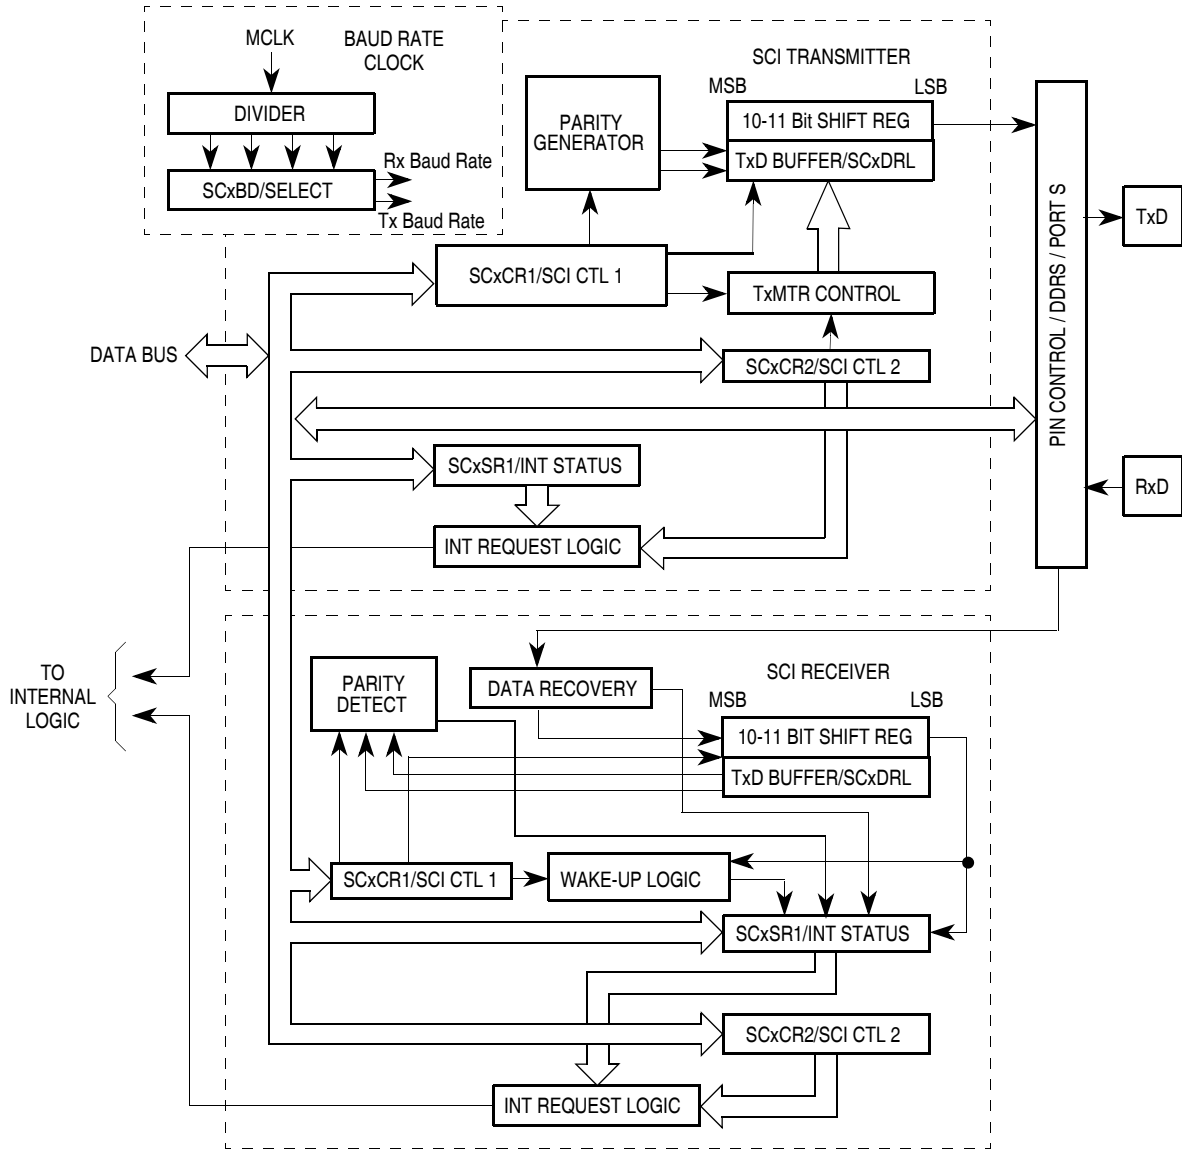 MCLK
BAUD RATE
CLOCK
DIVIDER
SCxBD/SELECT
Rx Baud Rate
Tx Baud Rate
SCI TRANSMITTER
MSB
LSB
PARITY
GENERATOR
10-11 Bit SHIFT REG
TxD BUFFER/SCxDRL
SCxCR1/SCI CTL 1
TxMTR CONTROL
DATA BUS
SCxCR2/SCI CTL 2
SCxSR1/INT STATUS
INT REQUEST LOGIC
PIN CONTROL / DDRS / PORT S
TxD
RxD
TO
INTERNAL
LOGIC
SCI RECEIVER
PARITY
DETECT
DATA RECOVERY
MSB
LSB
10-11 BIT SHIFT REG
TxD BUFFER/SCxDRL
SCxCR1/SCI CTL 1
WAKE-UP LOGIC
SCxSR1/INT STATUS
SCxCR2/SCI CTL 2
INT REQUEST LOGIC